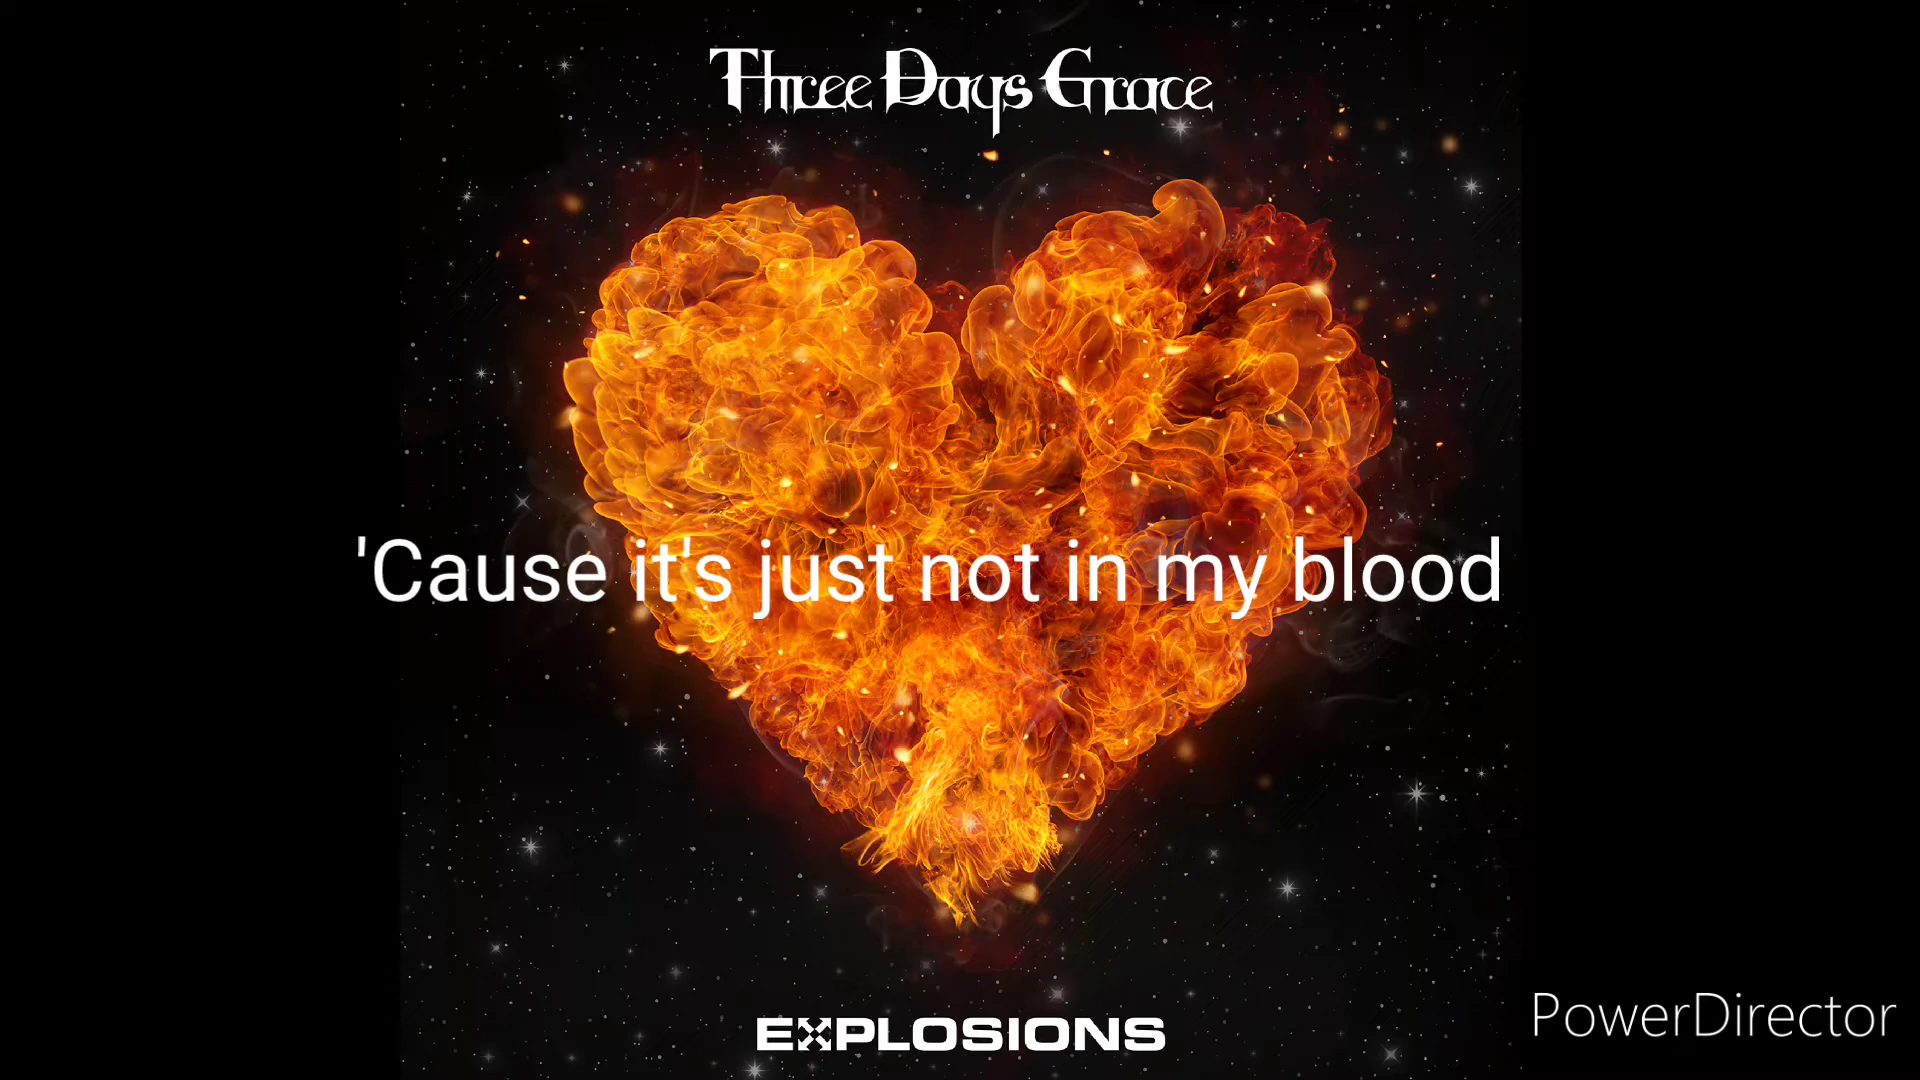 Three Days Grace
'Cause it's just not in my blood
EXPLOSIONS
PowerDirector